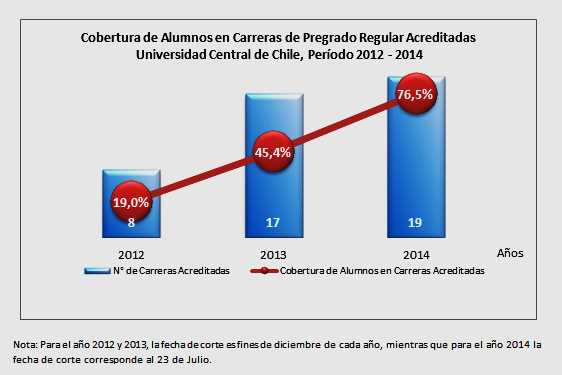 Cobertura de Alumnos en Carreras de Pregrado Regular Acreditadas
Universidad Central de Chile, Período 2012 - 2014
76,5%
45,4%
19,0%
8
17
19
2012
2013
2014
Años
N° de Carreras Acreditadas
Cobertura de Alumnos en Carreras Acreditadas
Nota: Para el año 2012 y 2013, la fecha de corte es fines de diciembre de cada año, mientras que para el año 2014 la
fecha de corte corresponde al 23 de Julio.